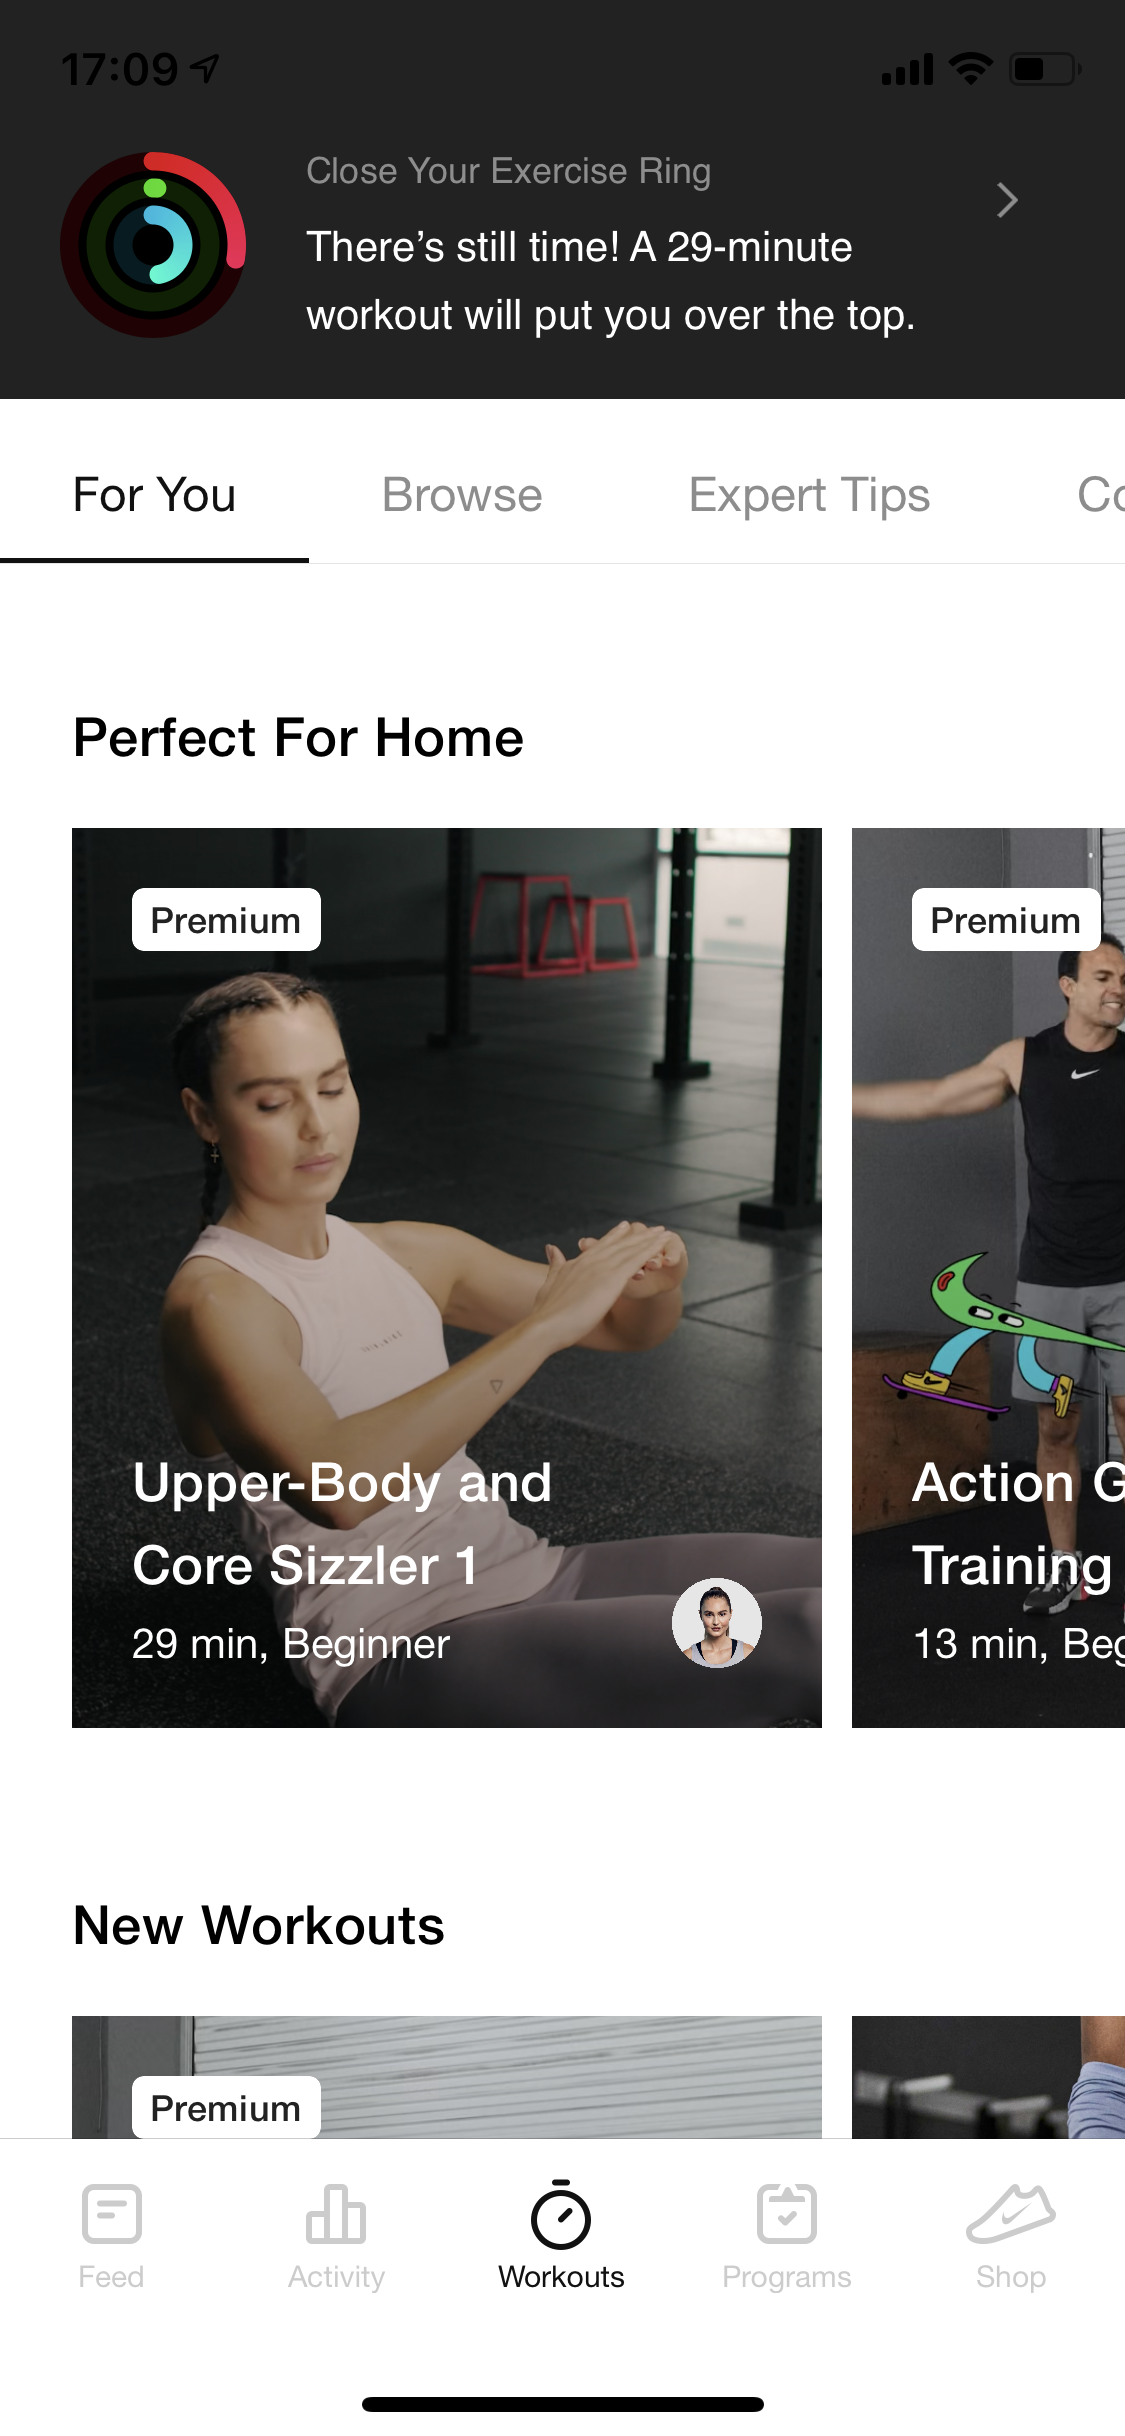 17:09
Close Your Exercise Ring
There’s still time! A 29-minute
workout will put you over the top.
For You
Browse
Expert Tips
Perfect For Home
Premium
Upper-Body and
Core Sizzler 1
29 min, Beginner
Premium
Action
Training
13 min,
New Workouts
Premium
Feed
Activity
Workouts
Programs
Shop